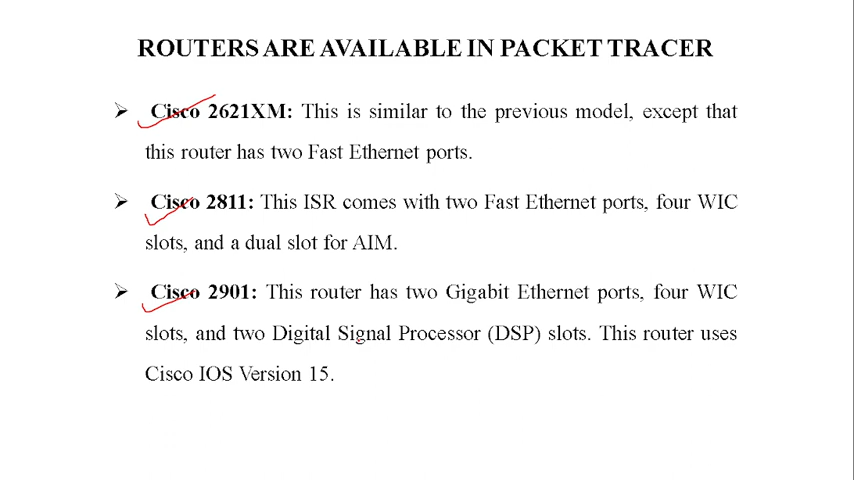 ROUTERS ARE AVAILABLE IN PACKET TRACER
➢ Cisco 2621XM: This is similar to the previous model, except that
this router has two Fast Ethernet ports.
➢ Cisco 2811: This ISR comes with two Fast Ethernet ports, four WIC
slots, and a dual slot for AIM.
➢ Cisco 2901: This router has two Gigabit Ethernet ports, four WIC
slots, and two Digital Signal Processor (DSP) slots. This router uses
Cisco IOS Version 15.